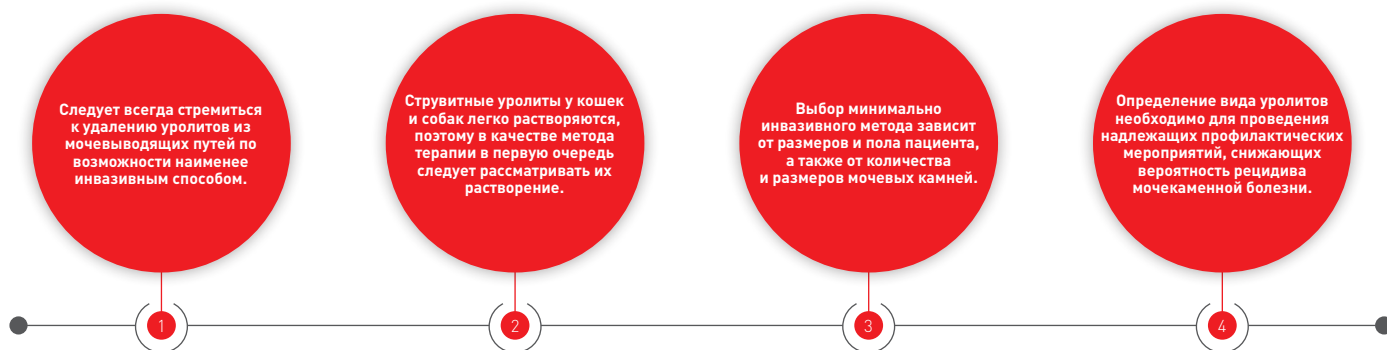 Следует всегда стремиться
к удалению уролитов из
мочевыводящих путей по
возможности наименее
инвазивным способом.
Струвитные уролиты у кошек
и собак легко растворяются,
поэтому в качестве метода
терапии в первую очередь
следует рассматривать их
растворение.
Выбор минимально
инвазивного метода зависит
от размеров и пола пациента,
а также от количества
и размеров мочевых камней.
Определение вида уролитов
необходимо для проведения
надлежащих профилактических
мероприятий, снижающих
вероятность рецидива
мочекаменной болезни.
1
2
3
4